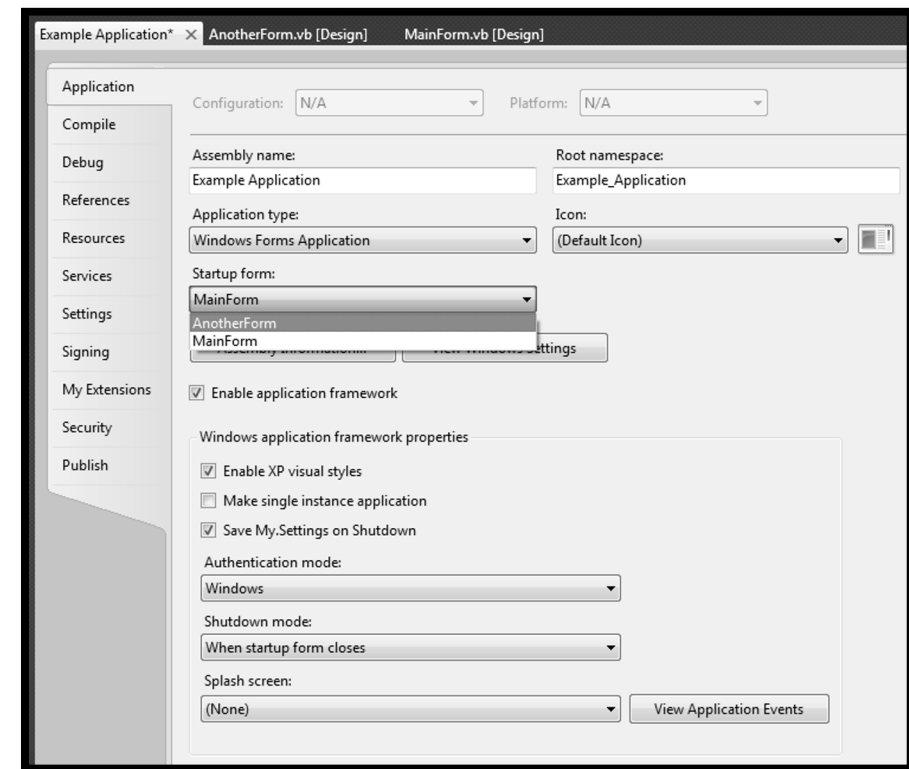 Example Application* AnotherForm.vb [Design] MainForm.vb [Design]
Application
Compile
Debug
References
Resources
Services
Settings
Signing
My Extensions
Security
Publish
Configuration: N/A Platform: N/A
Assembly name: Root namespace:
Example Application Example_Application
Application type: Icon:
Windows Forms Application (Default Icon)
Startup form:
MainForm
AnotherForm
MainForm
Settings
Enable application framework
Windows application framework properties
Enable XP visual styles
Make single instance application
Save My.Settings on Shutdown
Authentication mode:
Windows
Shutdown mode:
When startup form closes
Splash screen:
(None) View Application Events